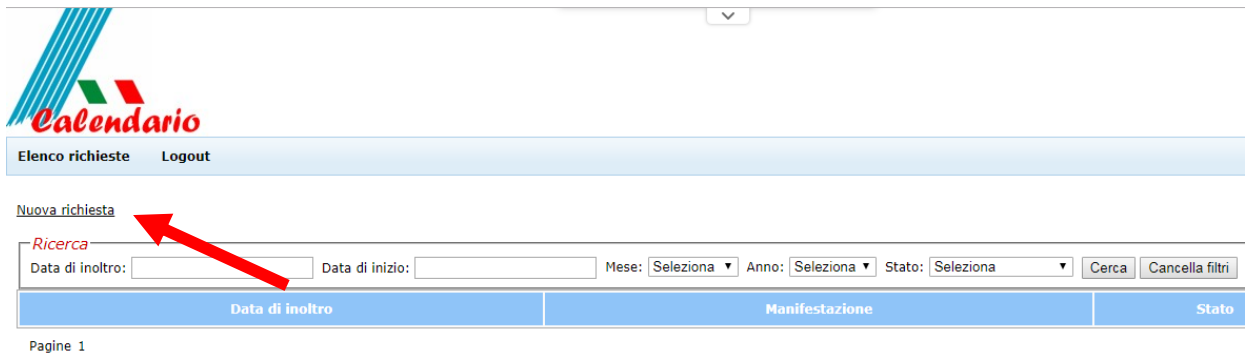 Calendario
Elenco richieste Logout
Nuova richiesta
Ricerca
Data di inoltro: Data di inizio: Mese: Seleziona Anno: Seleziona Stato: Seleziona Cerca Cancella filtri
Data di inoltro Manifestazione Stato
Pagine 1